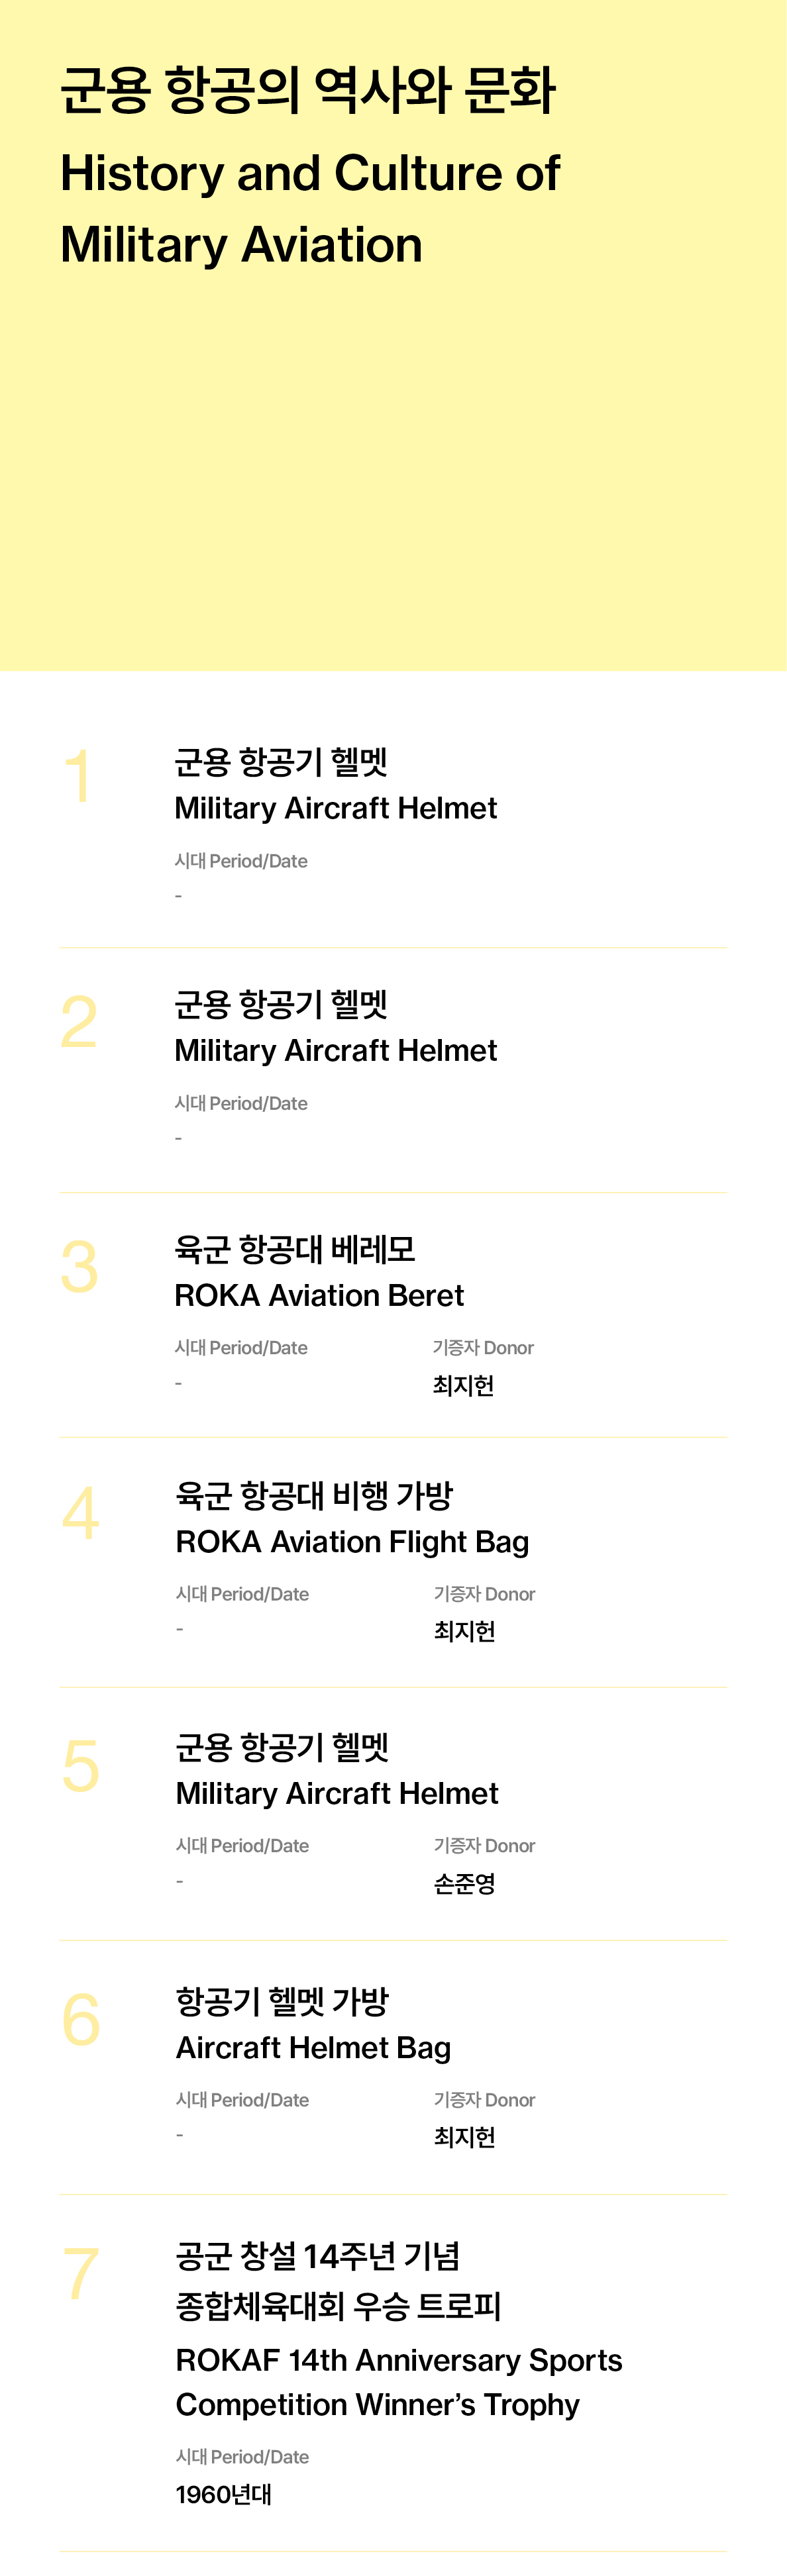 군용 항공의 역사와 문화
History and Culture of
Military Aviation
1
군용 항공기 헬멧
Military Aircraft Helmet
시대 Period/Date
-
2
군용 항공기 헬멧
Military Aircraft Helmet
시대 Period/Date
-
3
육군 항공대 베레모
ROKA Aviation Beret
시대 Period/Date
-
기증자 Donor
최지헌
4
육군 항공대 비행 가방
ROKA Aviation Flight Bag
시대 Period/Date
-
기증자 Donor
최지헌
5
군용 항공기 헬멧
Military Aircraft Helmet
시대 Period/Date
-
기증자 Donor
손준영
6
항공기 헬멧 가방
Aircraft Helmet Bag
시대 Period/Date
-
기증자 Donor
최지헌
7
공군 창설 14주년 기념
종합체육대회 우승 트로피
ROKAF 14th Anniversary Sports
Competition Winner’s Trophy
시대 Period/Date
1960년대